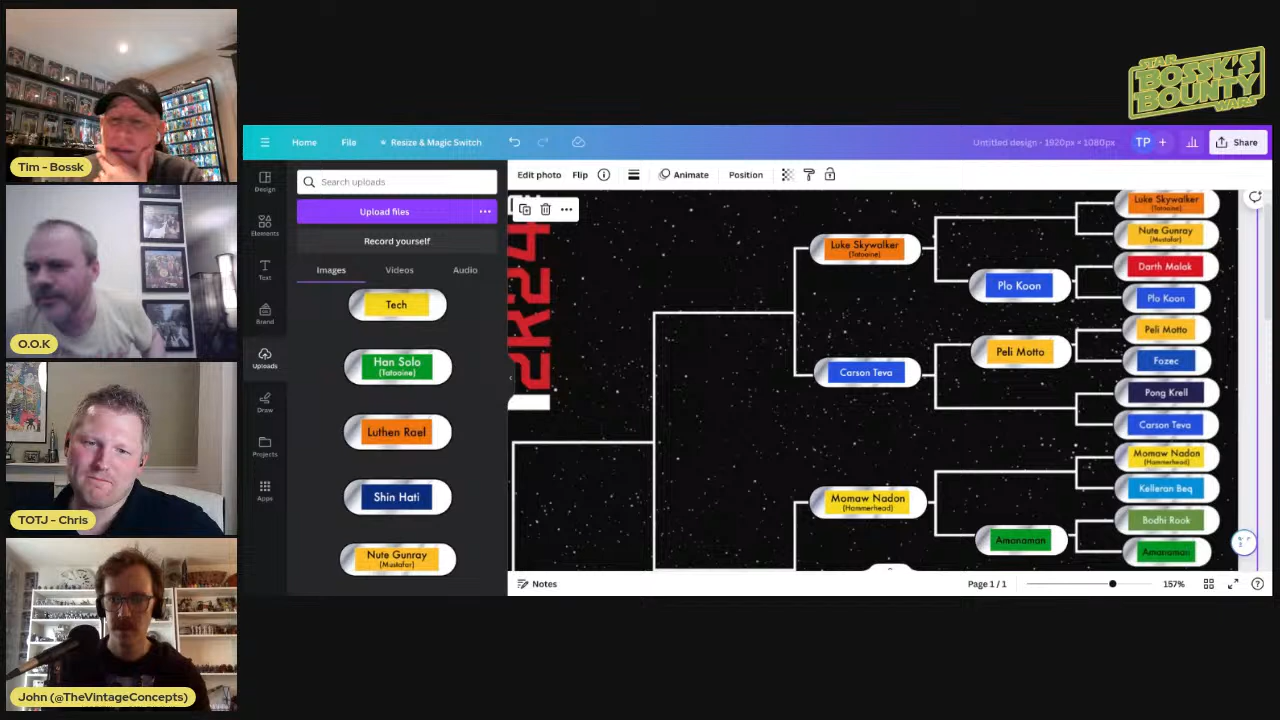 Tim - Bossk
O.O.K
TOTJ - Chris
John (@TheVintageConcepts)
STAR
BOSSK'S
BOUNTY
WARS
Home
File
Resize & Magic Switch
Untitled design - 1920px × 1080px
TP
Share
Design
Elements
Text
Brand
Uploads
Draw
Projects
Apps
Search uploads
Upload files
Record yourself
Images
Videos
Audio
Tech
Han Solo
(Tatooine)
Luthen Rael
Shin Hati
Nute Gunray
(Mustafar)
Edit photo
Flip
Animate
Position
2K24
Luke Skywalker
(Tatooine)
Carson Teva
Momaw Nadon
(Hammerhead)
Plo Koon
Peli Motto
Amanaman
Luke Skywalker
(Tatooine)
Nute Gunray
(Mustafar)
Darth Malak
Plo Koon
Peli Motto
Fozec
Pong Krell
Carson Teva
Momaw Nadon
(Hammerhead)
Kelleran Beq
Bodhi Rook
Amanaman
Notes
Page 1 / 1
157%